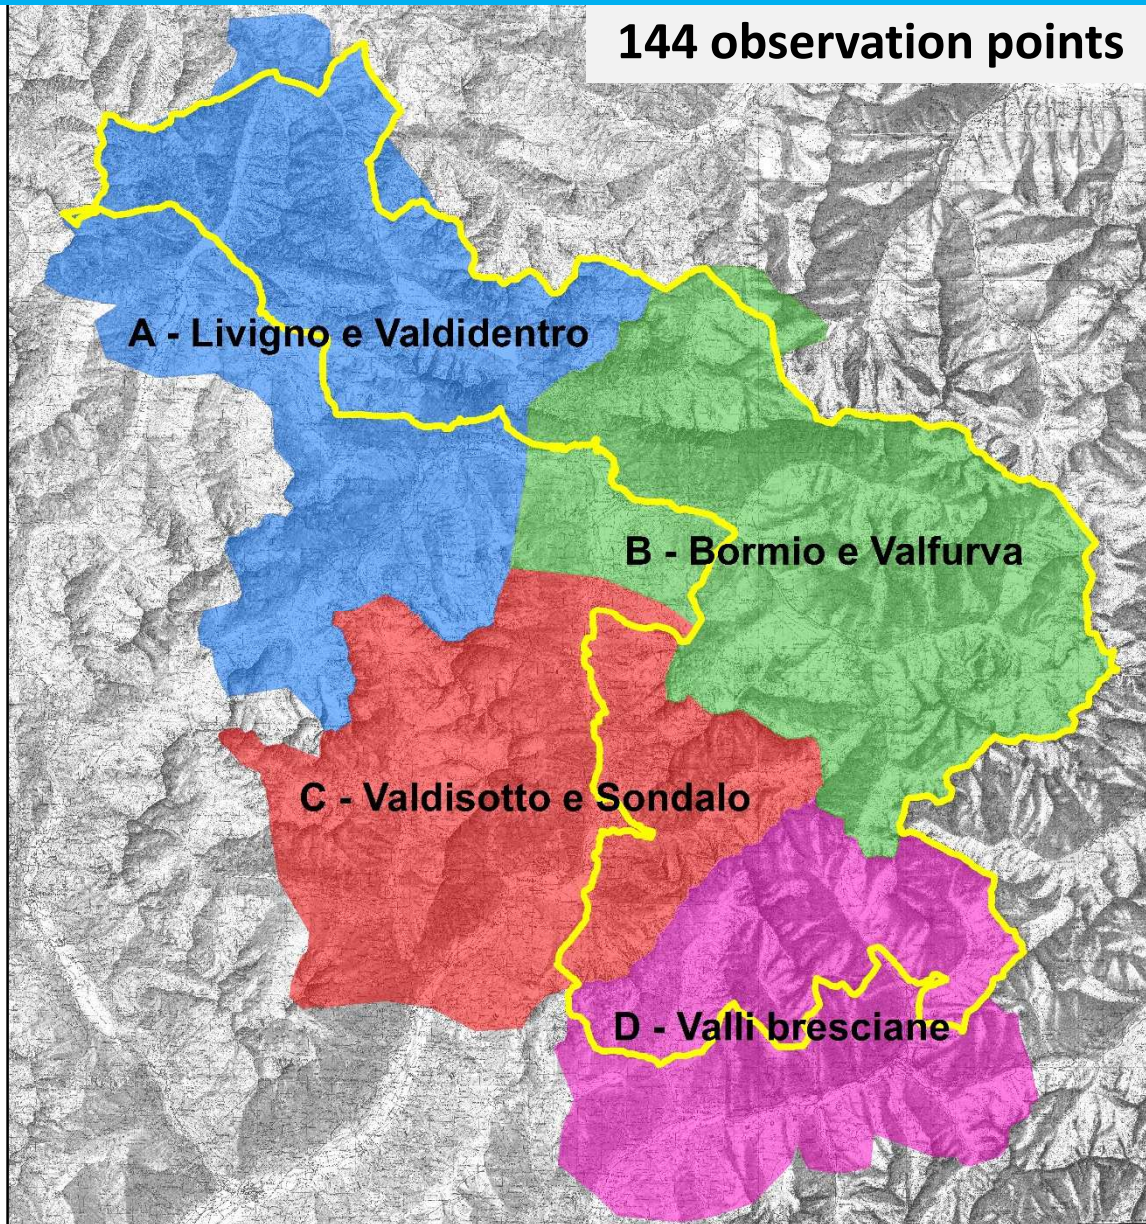 144 observation points
A - Livigno e Valdidentro
B - Bormio e Valfurva
C - Valdisotto e Sondalo
D - Valli bresciane